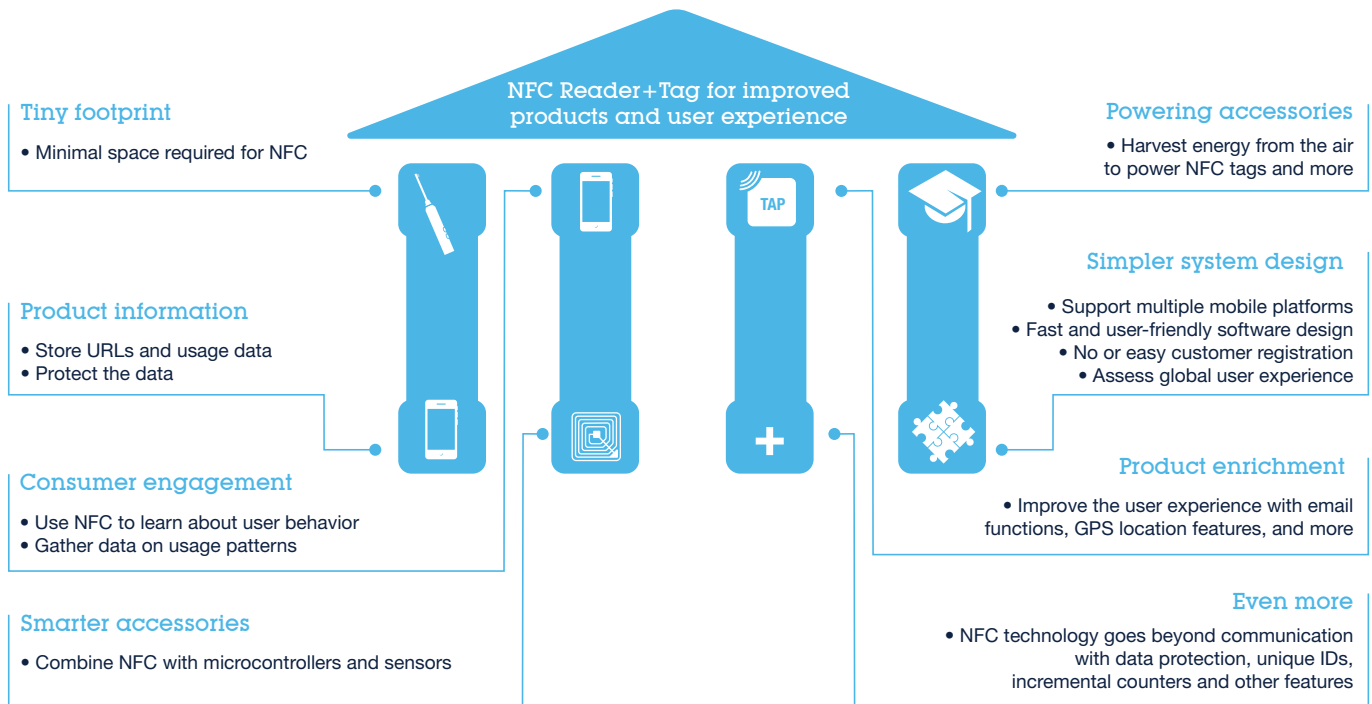 NFC Reader+Tag for improved
products and user experience
Tiny footprint
• Minimal space required for NFC
Product information
• Store URLs and usage data
• Protect the data
Consumer engagement
• Use NFC to learn about user behavior
• Gather data on usage patterns
Smarter accessories
• Combine NFC with microcontrollers and sensors
TAP
+
Powering accessories
• Harvest energy from the air
to power NFC tags and more
Simpler system design
• Support multiple mobile platforms
• Fast and user-friendly software design
• No or easy customer registration
• Assess global user experience
Product enrichment
• Improve the user experience with email
functions, GPS location features, and more
Even more
• NFC technology goes beyond communication
with data protection, unique IDs,
incremental counters and other features